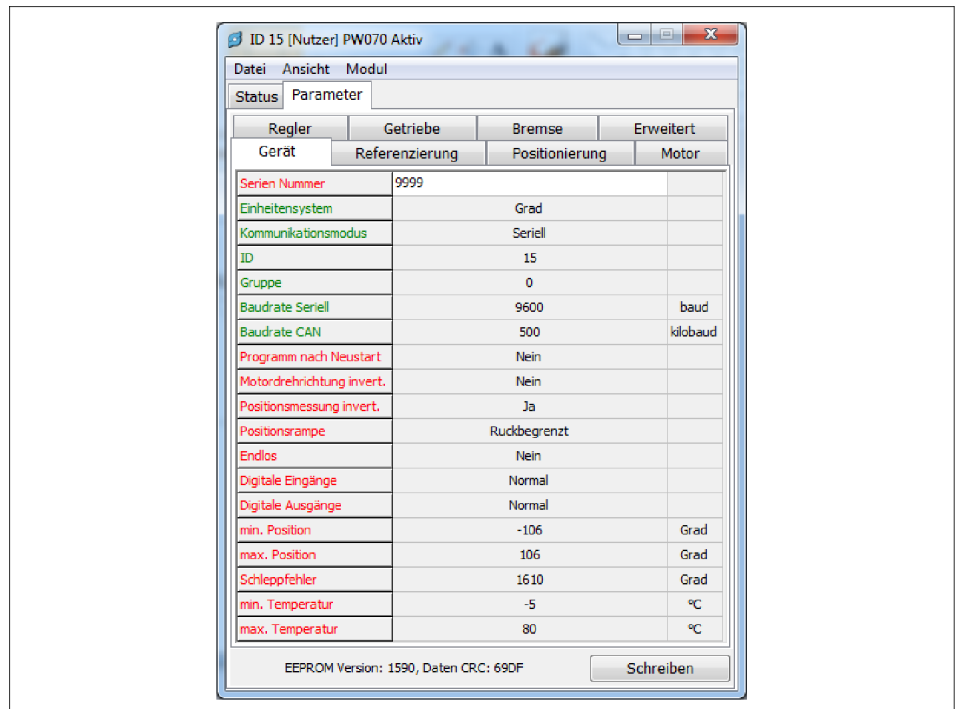 ID 15 [Nutzer] PW070 Aktiv
Datei Ansicht Modul
Status Parameter
Regler Getriebe Bremse Erweitert
Gerät Referenzierung Positionierung Motor
Serien Nummer 9999
Einheitensystem Grad
Kommunikationsmodus Seriell
ID 15
Gruppe 0
Baudrate Seriell 9600 baud
Baudrate CAN 500 kilobaud
Programm nach Neustart Nein
Motordrehrichtung invert. Nein
Positionsmessung invert. Ja
Positionsrampe Ruckbegrenzt
Endlos Nein
Digitale Eingänge Normal
Digitale Ausgänge Normal
min. Position -106 Grad
max. Position 106 Grad
Schleppfehler 1610 Grad
min. Temperatur -5 °C
max. Temperatur 80 °C
EEPROM Version: 1590, Daten CRC: 69DF Schreiben